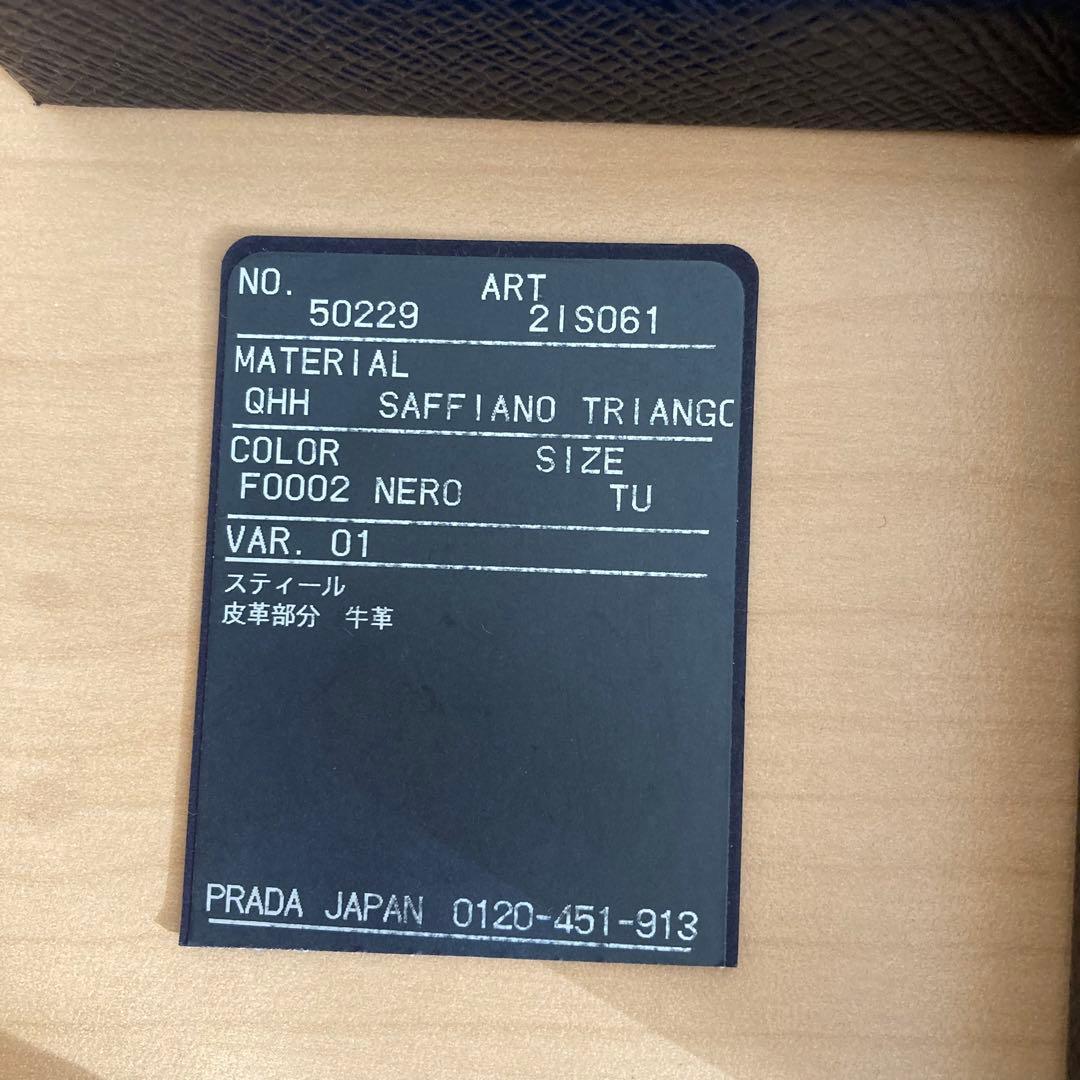 NO. ART
50229 2IS061
MATERIAL
QHH SAFFIANO TRIANGO
COLOR SIZE
F0002 NERO TU
VAR. 01
スティール
皮革部分 牛革
PRADA JAPAN 0120-451-913